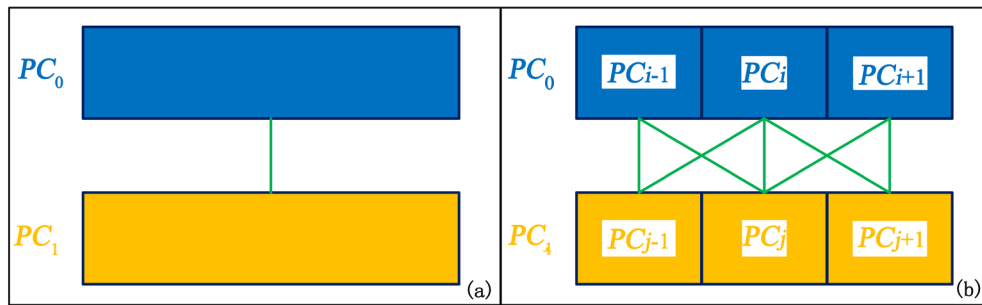 PC₀
PC₁
(a)
PC₀
PCi-1
PCi
PCi+1
PC₄
PCj-1
PCj
PCj+1
(b)